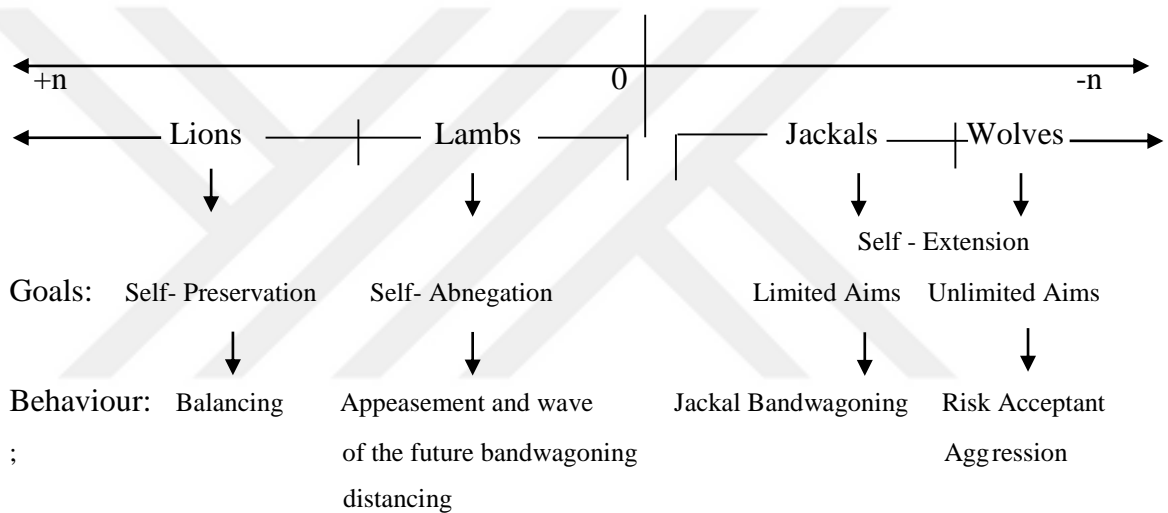 +n 0 -n
Lions Lambs Jackals Wolves
Self - Extension
Goals: Self- Preservation Self- Abnegation Limited Aims Unlimited Aims
Behaviour: Balancing Appeasement and wave Jackal Bandwagoning Risk Acceptant
; of the future bandwagoning Aggression
distancing